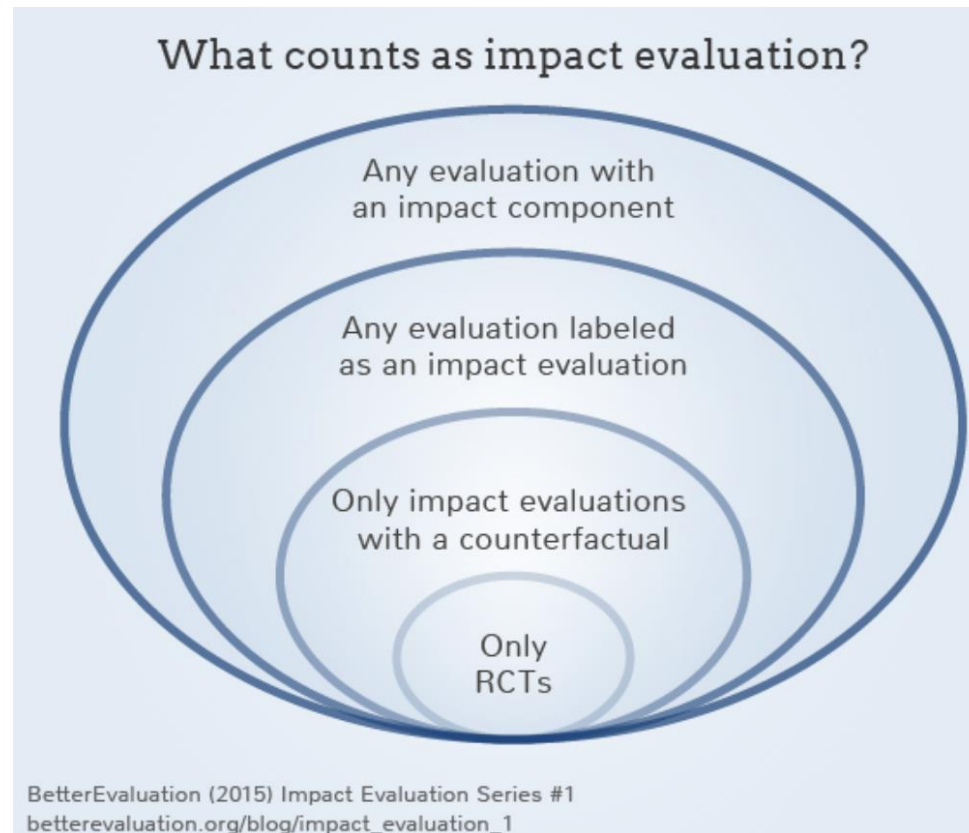 What counts as impact evaluation?
Any evaluation with
an impact component
Any evaluation labeled
as an impact evaluation
Only impact evaluations
with a counterfactual
Only
RCTs
BetterEvaluation (2015) Impact Evaluation Series #1
betterevaluation.org/blog/impact_evaluation_1